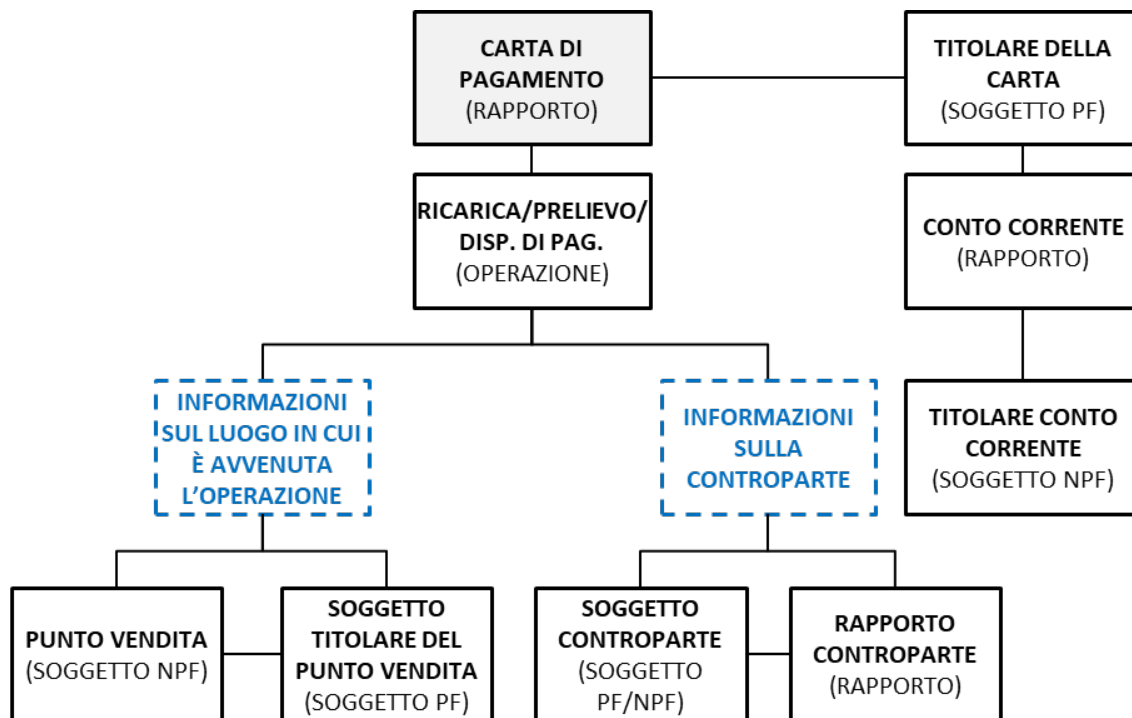 CARTA DI
PAGAMENTO
(RAPPORTO)
TITOLARE DELLA
CARTA
(SOGGETTO PF)
RICARICA/PRELIEVO/
DISP. DI PAG.
(OPERAZIONE)
CONTO CORRENTE
(RAPPORTO)
INFORMAZIONI
SUL LUOGO IN CUI
È AVVENUTA
L'OPERAZIONE
INFORMAZIONI
SULLA
CONTROPARTE
TITOLARE CONTO
CORRENTE
(SOGGETTO NPF)
PUNTO VENDITA
(SOGGETTO NPF)
SOGGETTO
TITOLARE DEL
PUNTO VENDITA
(SOGGETTO PF)
SOGGETTO
CONTROPARTE
(SOGGETTO
PF/NPF)
RAPPORTO
CONTROPARTE
(RAPPORTO)